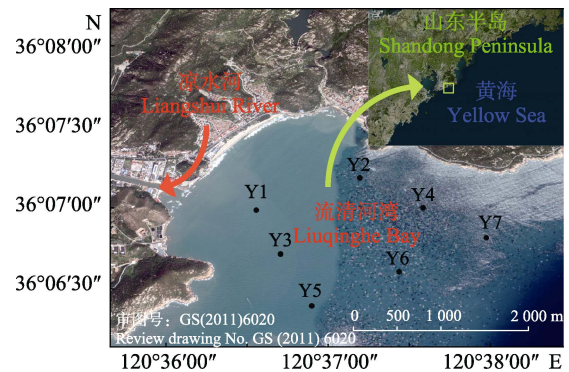 N
36°08′00″
36°07′30″
36°07′00″
36°06′30″
山东半岛
Shandong Peninsula
黄海
Yellow Sea
凉水河
Liangshui River
Y2
Y1
Y4
流清河湾
Liuqinghe Bay
Y7
Y3
Y6
Y5
审图号：GS(2011)6020
Review drawing No. GS (2011) 6020
0 500 1 000 2 000 m
120°36′00″ 120°37′00″ 120°38′00″ E